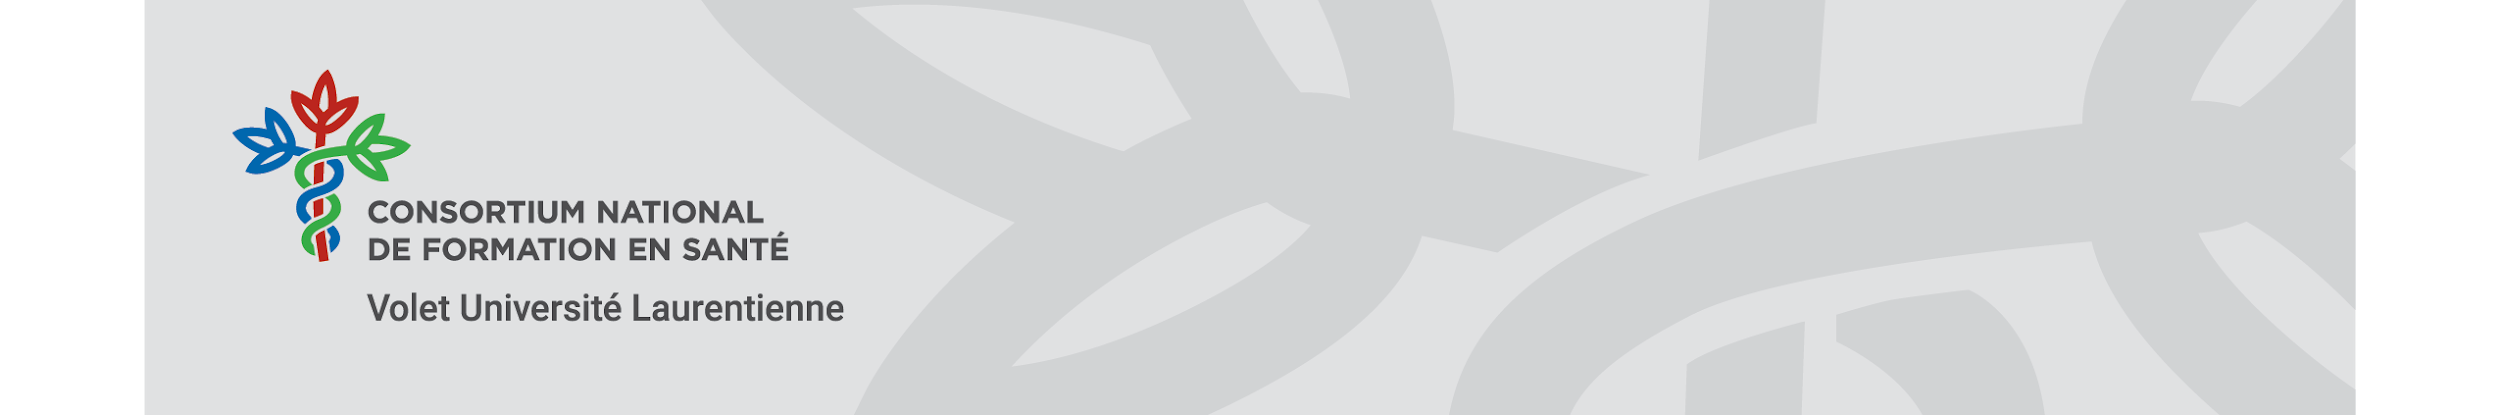 CONSORTIUM NATIONAL
DE FORMATION EN SANTÉ
Volet Université Laurentienne